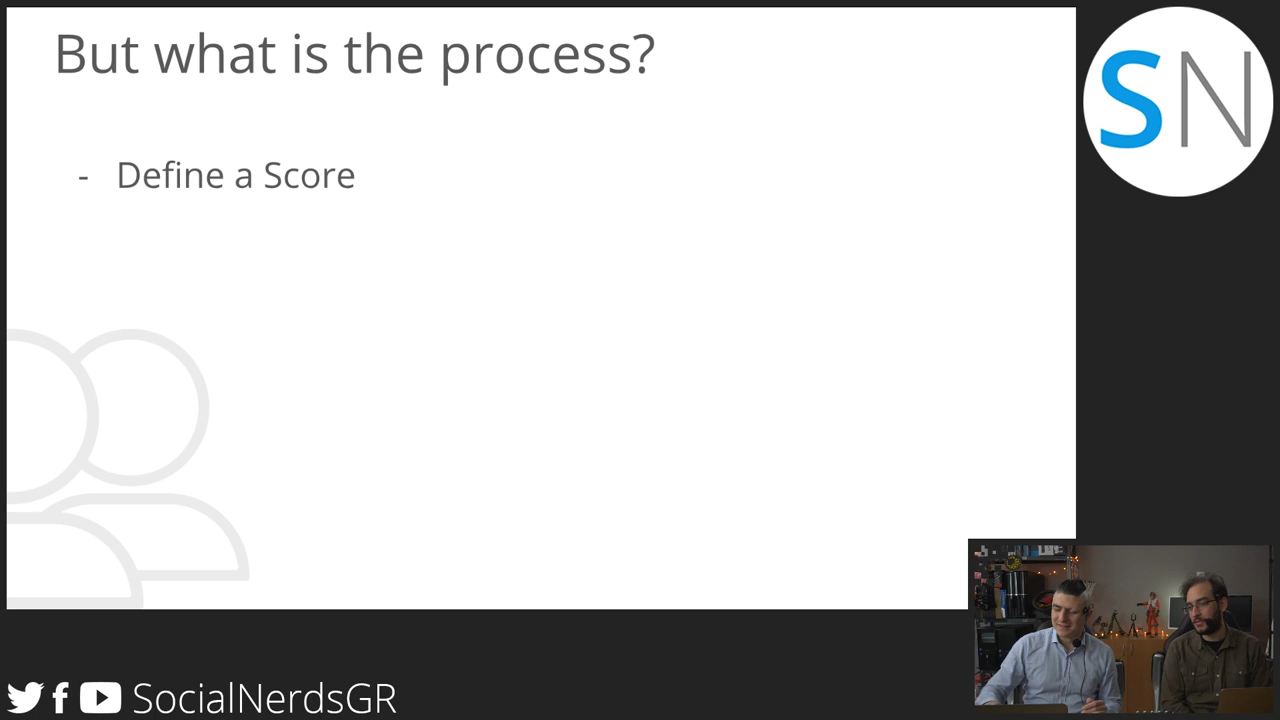 But what is the process?
SN
- Define a Score
SocialNerdsGR